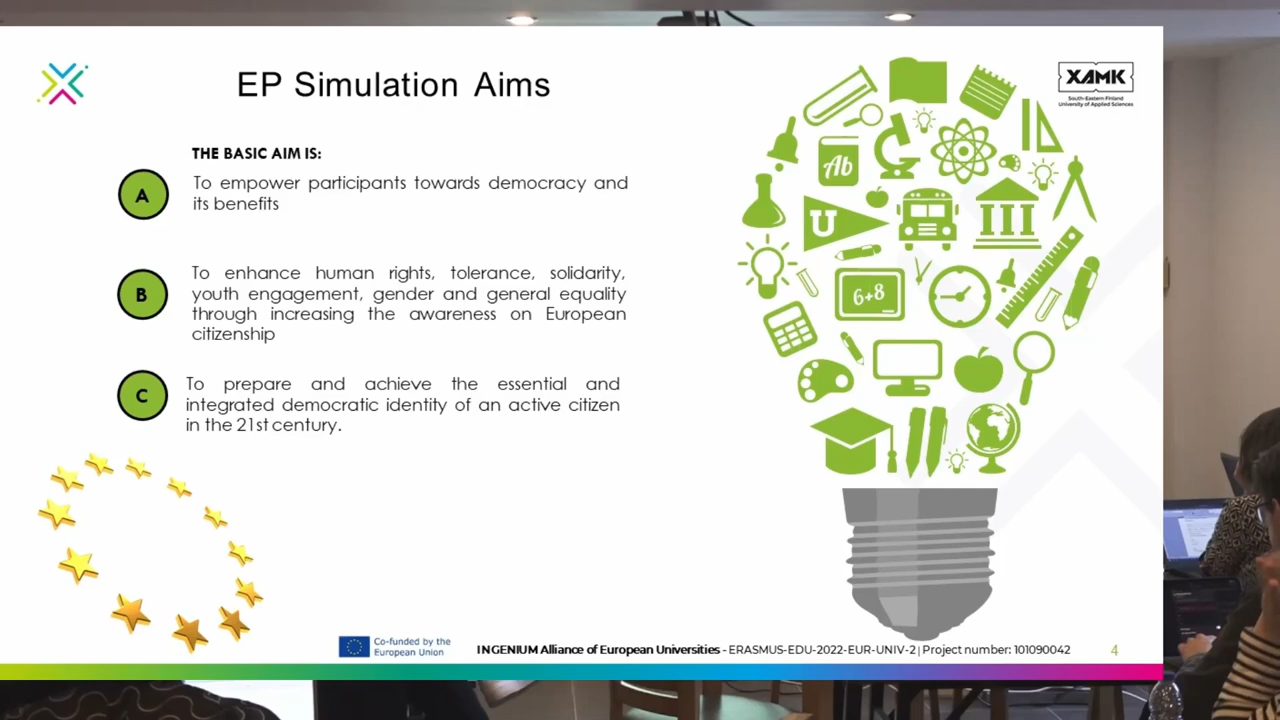 EP Simulation Aims
XAMK
South-Eastern Finland
University of Applied Sciences
THE BASIC AIM IS:
A
To empower participants towards democracy and
its benefits
B
To enhance human rights, tolerance, solidarity,
youth engagement, gender and general equality
through increasing the awareness on European
citizenship
C
To prepare and achieve the essential and
integrated democratic identity of an active citizen
in the 21st century.
Ab
U
6+8
Co-funded by the
European Union
INGENIUM Alliance of European Universities - ERASMUS-EDU-2022-EUR-UNIV-2 | Project number: 101090042
4